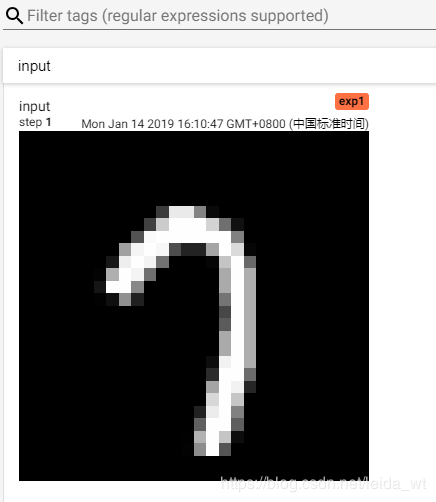 Filter tags (regular expressions supported)
input
input
exp1
step 1
Mon Jan 14 2019 16:10:47 GMT+0800 (中国标准时间)
7
https://blog.csdn.net/leida_wt